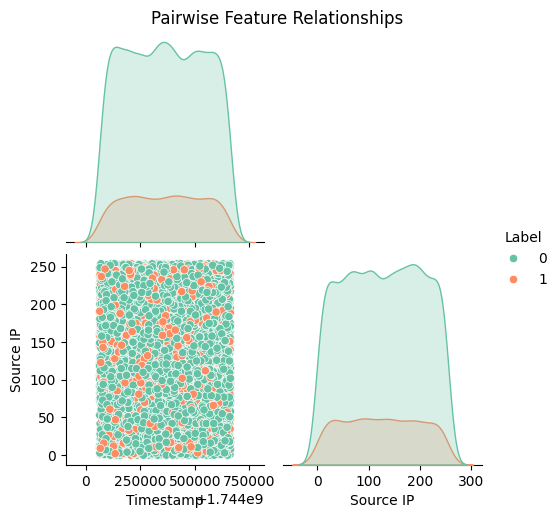 Pairwise Feature Relationships
Label
0
1
250
200
150
100
50
0
Source IP
0 250000 500000 750000
0 100 200 300
+1.744e9
Timestamp
Source IP